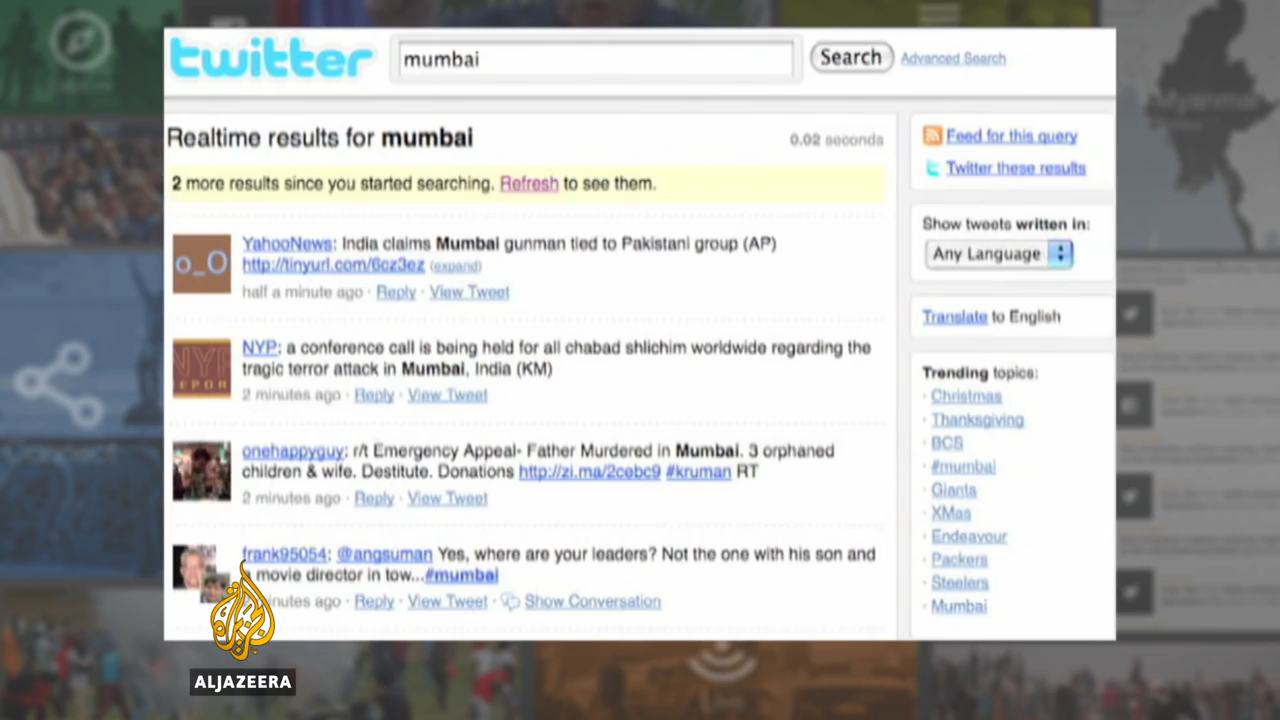 twitter
mumbai
Search
Advanced Search
Realtime results for mumbai
0.02 seconds
2 more results since you started searching. Refresh to see them.
YahooNews: India claims Mumbai gunman tied to Pakistani group (AP)
http://tinyurl.com/6cz3ez (expand)
half a minute ago · Reply · View Tweet
o_O
NYP: a conference call is being held for all chabad shlichim worldwide regarding the
tragic terror attack in Mumbai, India (KM)
2 minutes ago · Reply · View Tweet
NYP
EPOR
onehappyguy: r/t Emergency Appeal- Father Murdered in Mumbai. 3 orphaned
children & wife. Destitute. Donations http://zi.ma/2cebc9 #kruman RT
2 minutes ago · Reply · View Tweet
frank95054: @angsuman Yes, where are your leaders? Not the one with his son and
movie director in tow...#mumbai
inutes ago · Reply · View Tweet · Show Conversation
Feed for this query
Twitter these results
Show tweets written in:
Any Language
Translate to English
Trending topics:
· Christmas
· Thanksgiving
· BCS
· #mumbai
· Giants
· XMas
· Endeavour
· Packers
· Steelers
· Mumbai
Myanmar
الجزيرة
ALJAZEERA